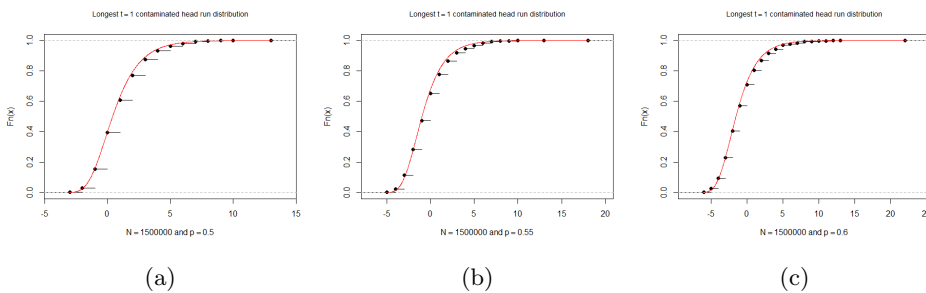 Longest t = 1 contaminated head run distribution
Fn(x)
1.0
0.8
0.6
0.4
0.2
0.0
-5 0 5 10 15
N = 1500000 and p = 0.5
(a)
Longest t = 1 contaminated head run distribution
Fn(x)
1.0
0.8
0.6
0.4
0.2
0.0
-5 0 5 10 15 20
N = 1500000 and p = 0.55
(b)
Longest t = 1 contaminated head run distribution
Fn(x)
1.0
0.8
0.6
0.4
0.2
0.0
-5 0 5 10 15 20 25
N = 1500000 and p = 0.6
(c)